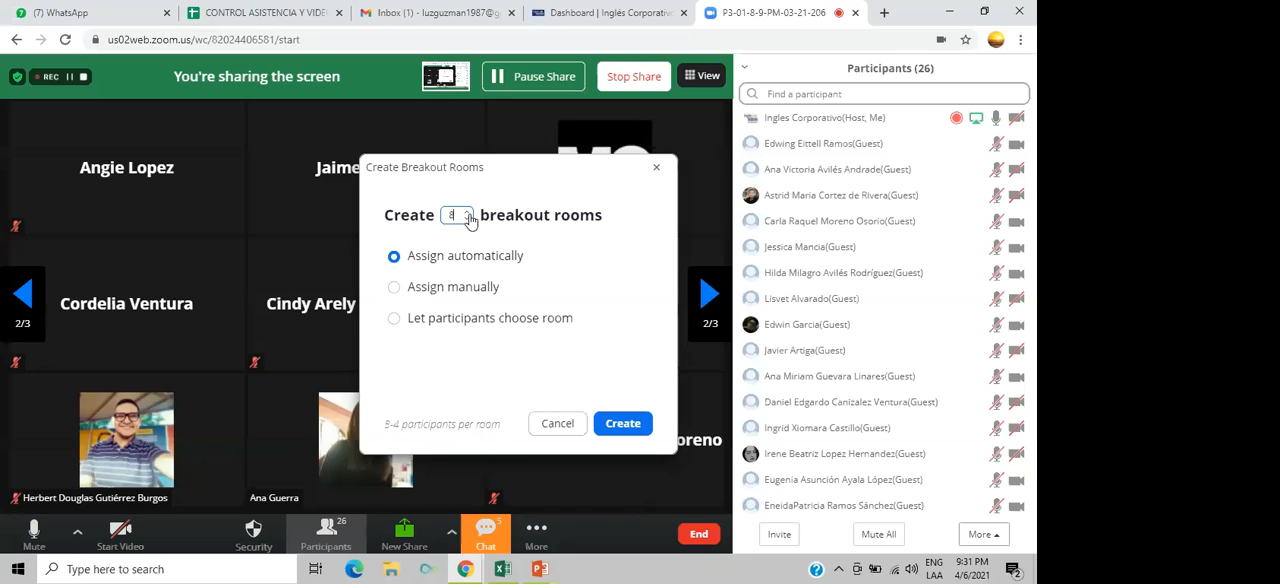 (7) WhatsApp
CONTROL ASISTENCIA Y VIDE
Inbox (1) - luzguzman1987@g
Dashboard | Inglés Corporativ
P3-01-8-9-PM-03-21-206
us02web.zoom.us/wc/82024406581/start
REC
You're sharing the screen
Pause Share
Stop Share
View
Participants (26)
Find a participant
Angie Lopez
Jaime
Cordelia Ventura
Cindy Arely
2/3
2/3
Herbert Douglas Gutiérrez Burgos
Ana Guerra
oreno
Create Breakout Rooms
Create 8 breakout rooms
Assign automatically
Assign manually
Let participants choose room
3-4 participants per room
Cancel
Create
Ingles Corporativo(Host, Me)
Edwing Eittell Ramos(Guest)
Ana Victoria Avilés Andrade(Guest)
Astrid Maria Cortez de Rivera(Guest)
Carla Raquel Moreno Osorio(Guest)
Jessica Mancia(Guest)
Hilda Milagro Avilés Rodríguez(Guest)
Lisvet Alvarado(Guest)
Edwin Garcia(Guest)
Javier Artiga(Guest)
Ana Miriam Guevara Linares(Guest)
Daniel Edgardo Canizalez Ventura(Guest)
Ingrid Xiomara Castillo(Guest)
Irene Beatriz Lopez Hernandez(Guest)
Eugenía Asunción Ayala López(Guest)
EneidaPatricia Ramos Sánchez(Guest)
Invite
Mute All
More
Mute
Start Video
Security
26
Participants
New Share
5
Chat
More
End
Type here to search
ENG
LAA
9:31 PM
4/6/2021
2